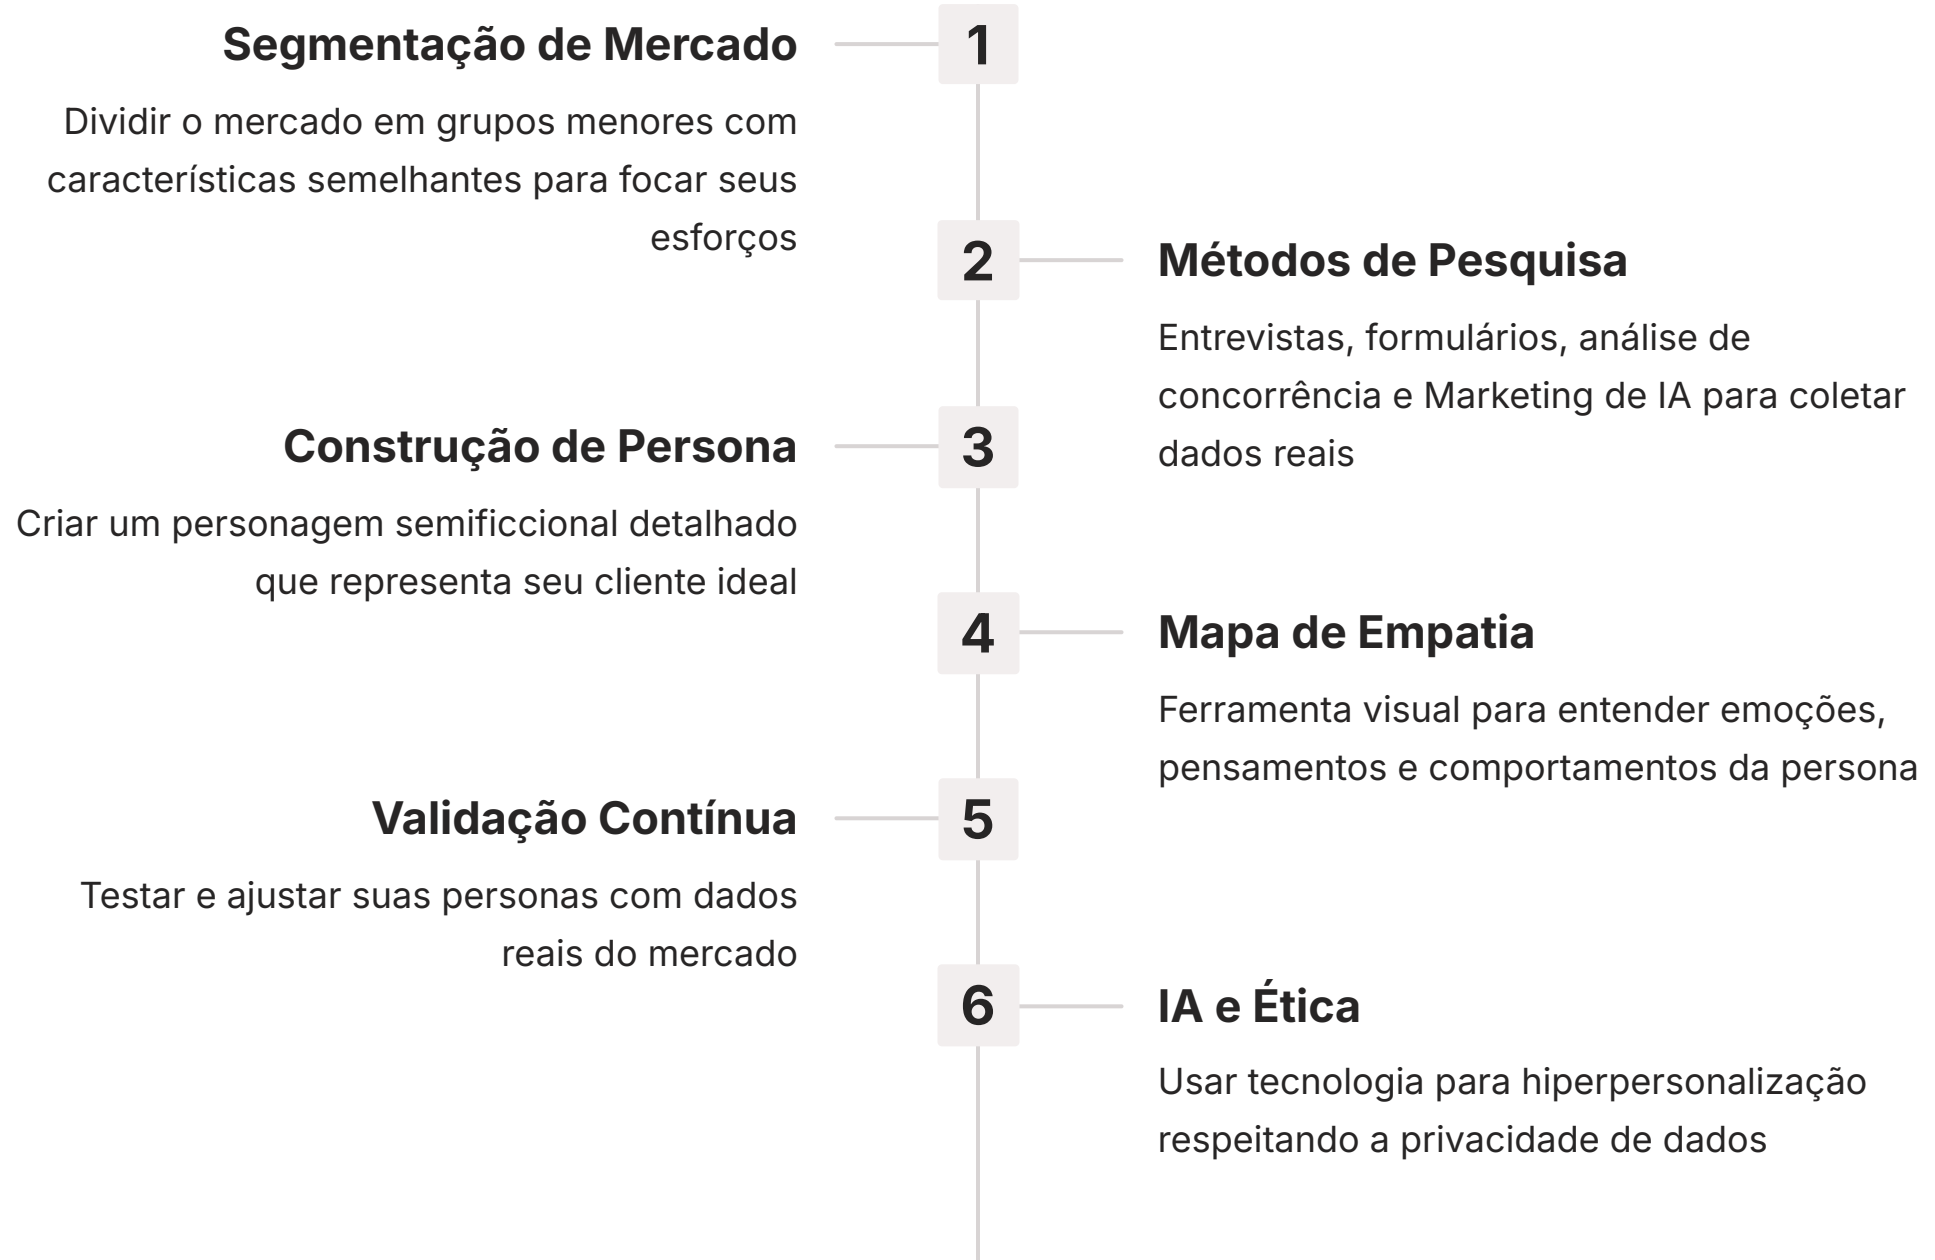 1
Segmentação de Mercado
Dividir o mercado em grupos menores com
características semelhantes para focar seus
esforços
2
Métodos de Pesquisa
Entrevistas, formulários, análise de
concorrência e Marketing de IA para coletar
dados reais
3
Construção de Persona
Criar um personagem semificcional detalhado
que representa seu cliente ideal
4
Mapa de Empatia
Ferramenta visual para entender emoções,
pensamentos e comportamentos da persona
5
Validação Contínua
Testar e ajustar suas personas com dados
reais do mercado
6
IA e Ética
Usar tecnologia para hiperpersonalização
respeitando a privacidade de dados